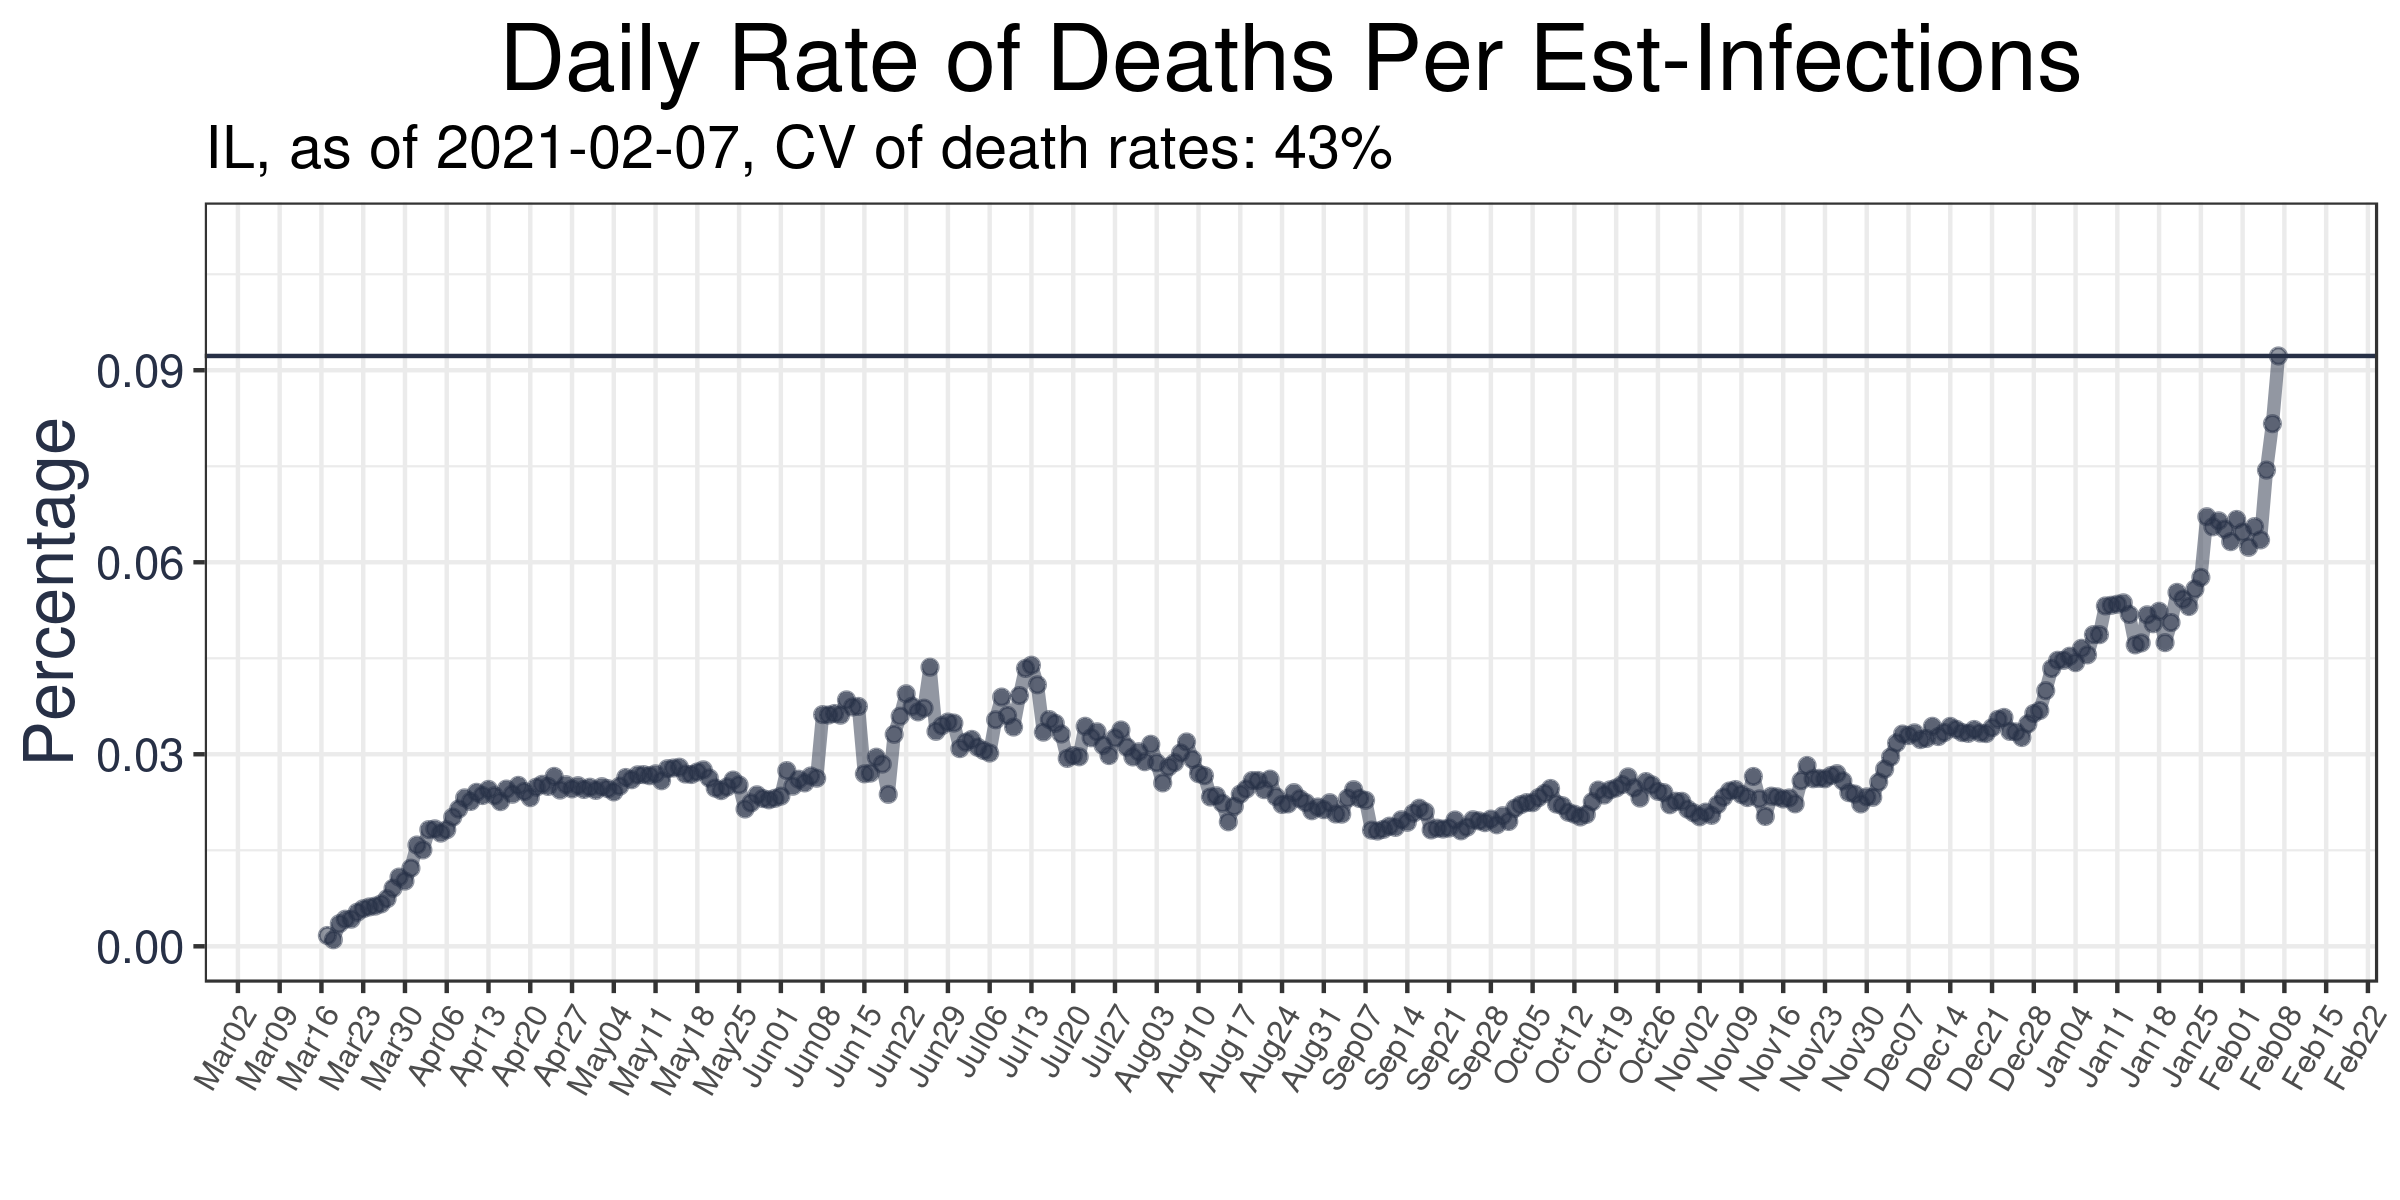 Daily Rate of Deaths Per Est-Infections
IL, as of 2021-02-07, CV of death rates: 43%
Percentage
0.09
0.06
0.03
0.00
Mar02
Mar09
Mar16
Mar23
Mar30
Apr06
Apr13
Apr20
Apr27
May04
May11
May18
May25
Jun01
Jun08
Jun15
Jun22
Jun29
Jul06
Jul13
Jul20
Jul27
Aug03
Aug10
Aug17
Aug24
Aug31
Sep07
Sep14
Sep21
Sep28
Oct05
Oct12
Oct19
Oct26
Nov02
Nov09
Nov16
Nov23
Nov30
Dec07
Dec14
Dec21
Dec28
Jan04
Jan11
Jan18
Jan25
Feb01
Feb08
Feb15
Feb22